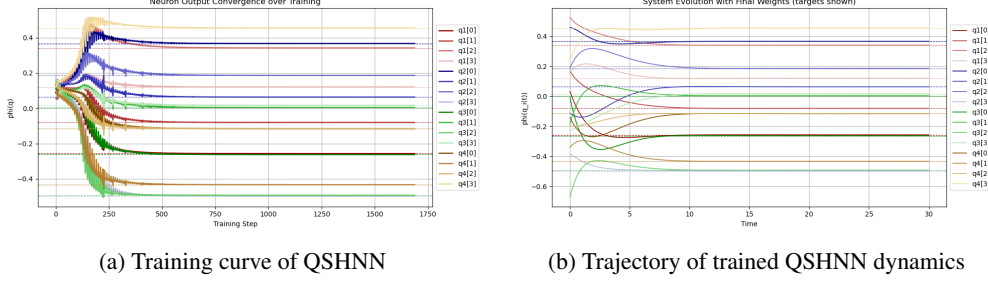 Neuron Output Convergence over Training
phi(q)
0.4
0.2
0.0
−0.2
−0.4
0
250
500
750
1000
1250
1500
1750
Training Step
q1[0]
q1[1]
q1[2]
q1[3]
q2[0]
q2[1]
q2[2]
q2[3]
q3[0]
q3[1]
q3[2]
q3[3]
q4[0]
q4[1]
q4[2]
q4[3]
(a) Training curve of QSHNN
System Evolution with Final Weights (targets shown)
phi(q_i(t))
0.4
0.2
0.0
−0.2
−0.4
−0.6
0
5
10
15
20
25
30
Time
q1[0
q1[1
q1[2
q1[3
q2[0
q2[1
q2[2
q2[3
q3[0
q3[1
q3[2
q3[3
q4[0
q4[1
q4[2
q4[3
(b) Trajectory of trained QSHNN dynamics